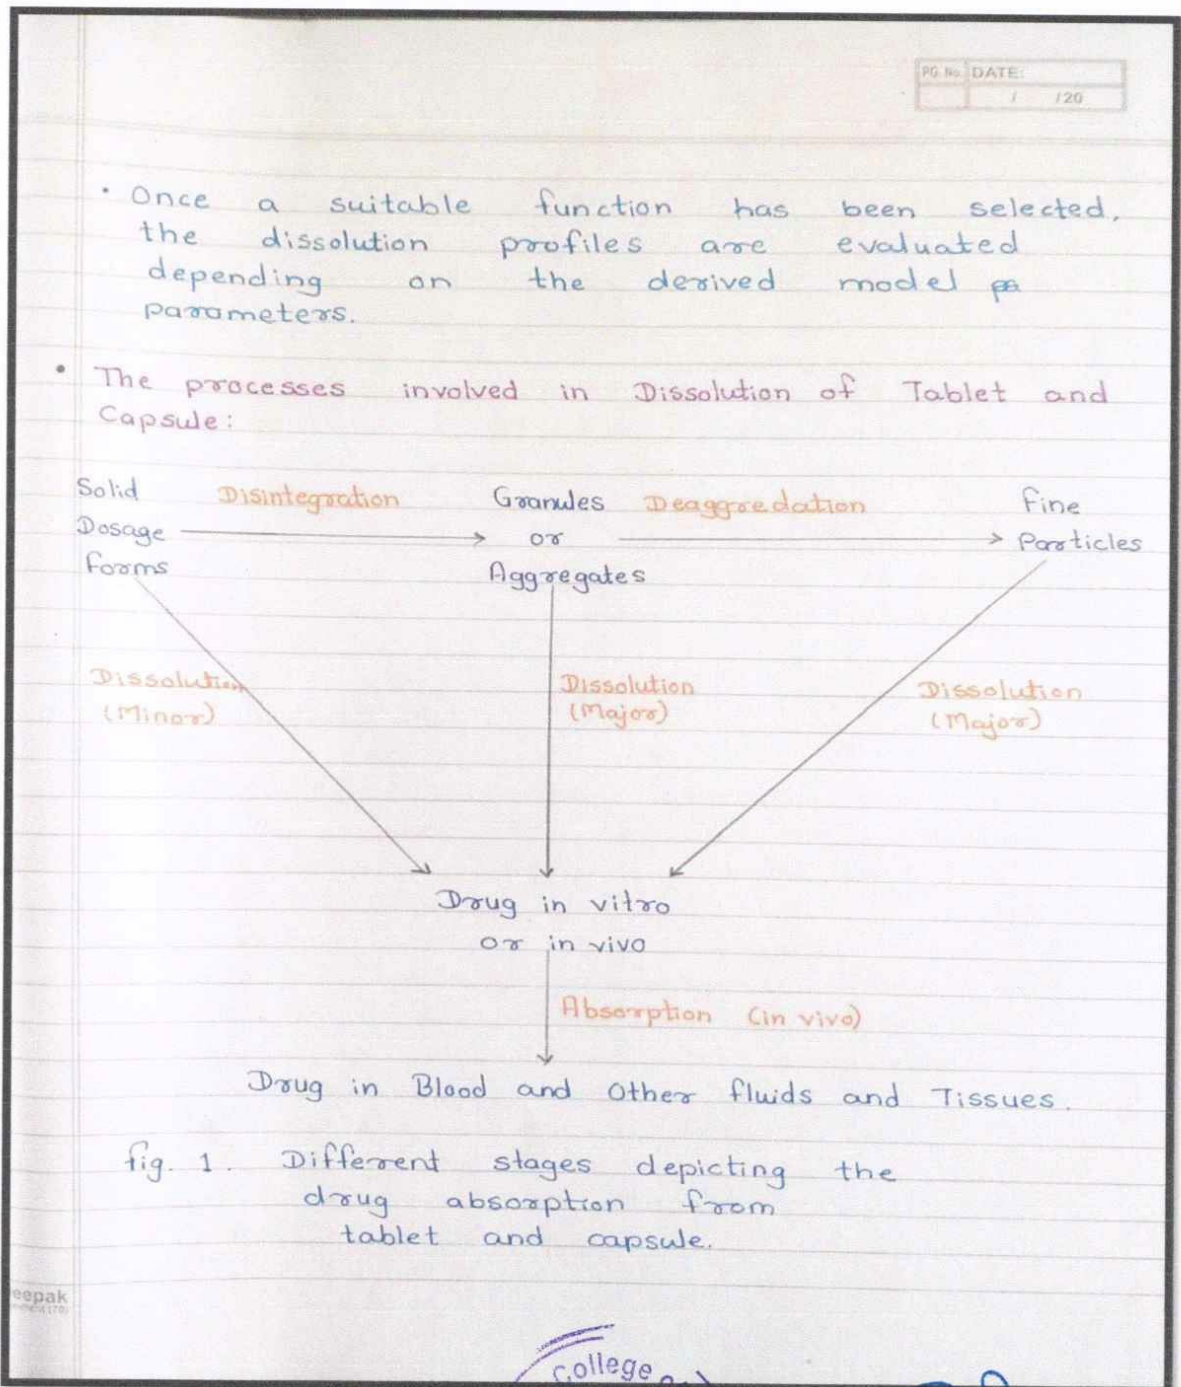 PG No. DATE:
/ /20
• Once a suitable function has been selected,
the dissolution profiles are evaluated
depending on the derived model pa
parameters.
• The processes involved in Dissolution of Tablet and
Capsule:
Solid Disintegration Granules Deaggredation Fine
Dosage or Particles
Forms Aggregates
Dissolution Dissolution Dissolution
(Minor) (Major) (Major)
Drug in vitro
or in vivo
Absorption (in vivo)
Drug in Blood and Other fluids and Tissues.
fig. 1. Different stages depicting the
drug absorption from
tablet and capsule.
eepak
College